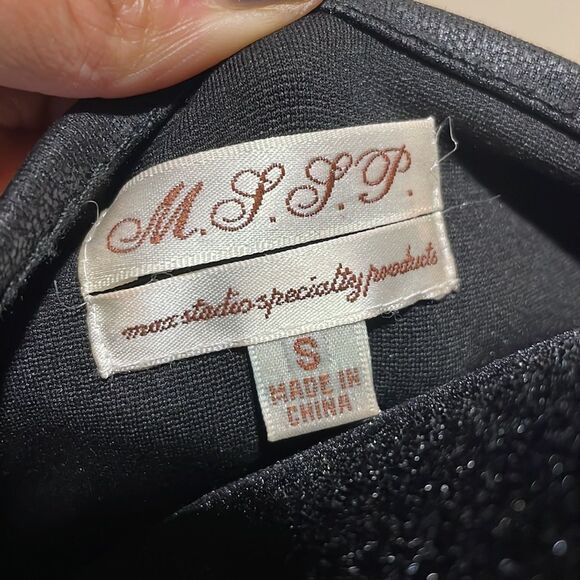 M.S.S.P.
max studio specialty products
S
MADE IN
CHINA